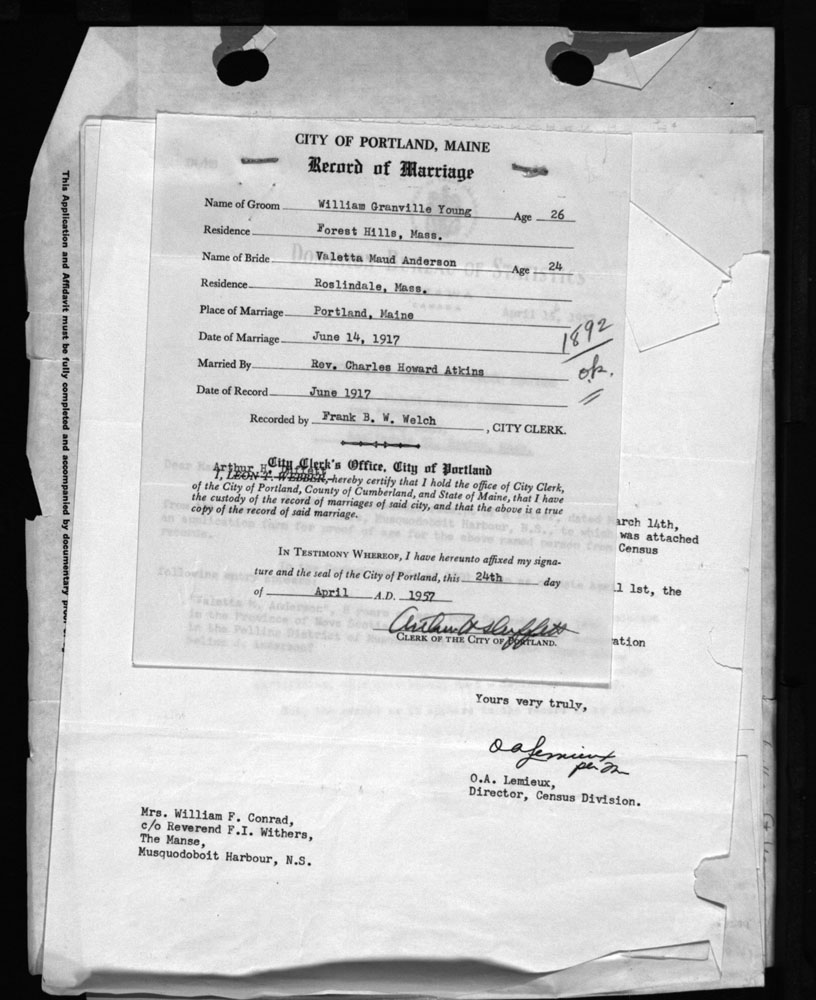 CITY OF PORTLAND, MAINE
Record of Marriage
Name of Groom William Granville Young Age 26
Residence Forest Hills, Mass.
Name of Bride Valetta Maud Anderson Age 24
Residence Roslindale, Mass.
Place of Marriage Portland, Maine
Date of Marriage June 14, 1917
1892
ok.
Married By Rev. Charles Howard Atkins
Date of Record June 1917
Recorded by Frank B. W. Welch, CITY CLERK.
City Clerk's Office, City of Portland
Arthur H.
I, LEON T. WEBBER, hereby certify that I hold the office of City Clerk,
of the City of Portland, County of Cumberland, and State of Maine, that I have
the custody of the record of marriages of said city, and that the above is a true
copy of the record of said marriage.
IN TESTIMONY WHEREOF, I have hereunto affixed my signa-
ture and the seal of the City of Portland, this 24th day
of April A.D. 1957
CLERK OF THE CITY OF PORTLAND.
arch 14th,
was attached
Census
l 1st, the
ation
Yours very truly,
O A Lemieux
per
O.A. Lemieux,
Director, Census Division.
Mrs. William F. Conrad,
c/o Reverend F.I. Withers,
The Manse,
Musquodoboit Harbour, N.S.
This Application and Affidavit must be fully completed and accompanied by documentary proof